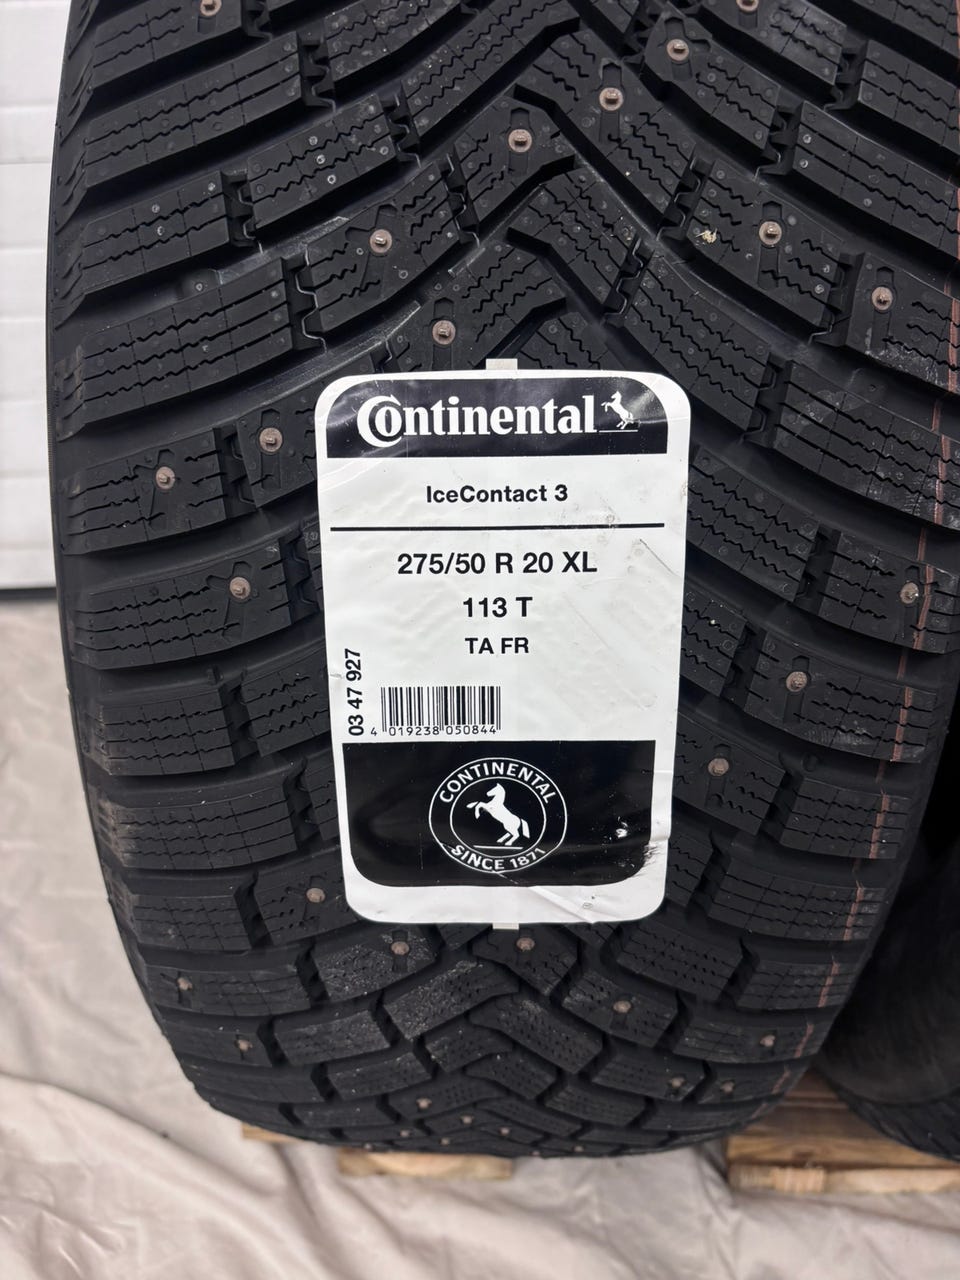 Continental
IceContact 3
275/50 R 20 XL
113 T
TA FR
03 47 927
4 019238 050844
CONTINENTAL
SINCE 1871